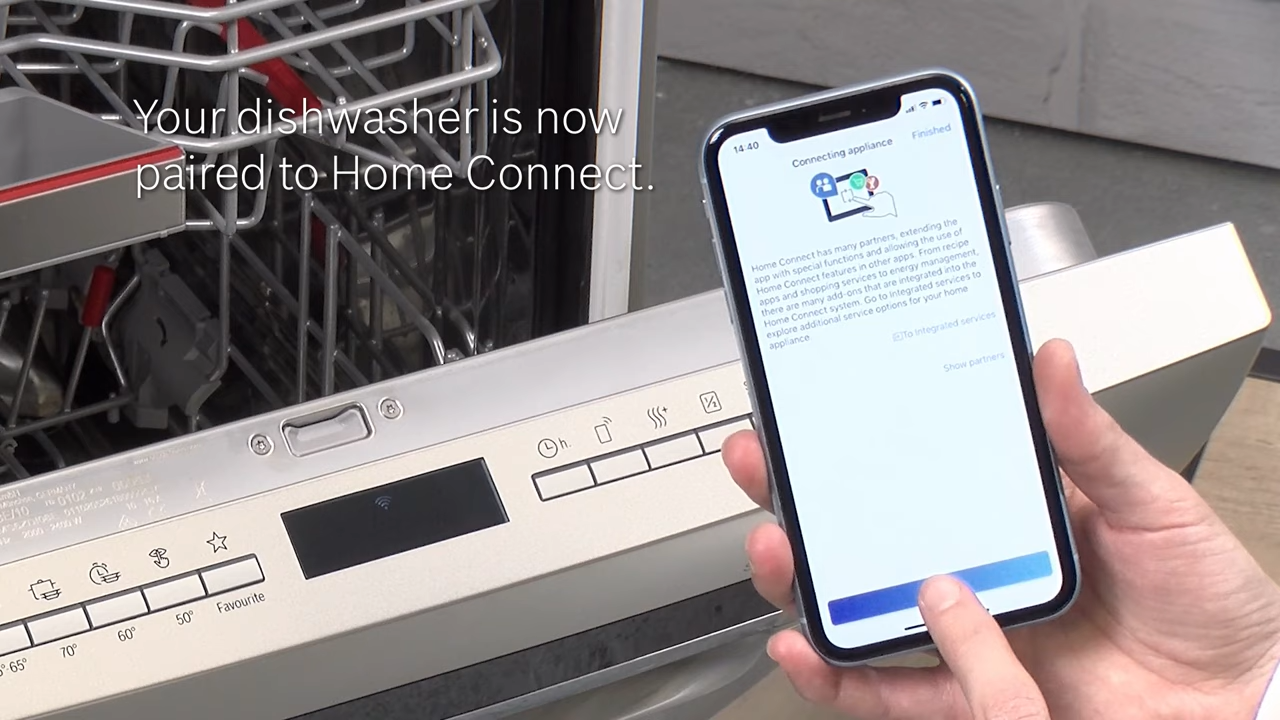 Your dishwasher is now
paired to Home Connect.
14:40
Finished
Connecting appliance
Home Connect has many partners, extending the
app with special functions and allowing the use of
Home Connect features in other apps. From recipe
apps and shopping services to energy management,
there are many add-ons that are integrated into the
Home Connect system. Go to Integrated services to
explore additional service options for your home
appliance.
To Integrated services
Show partners
h.
1/2
Favourite
50°
60°
70°
65°